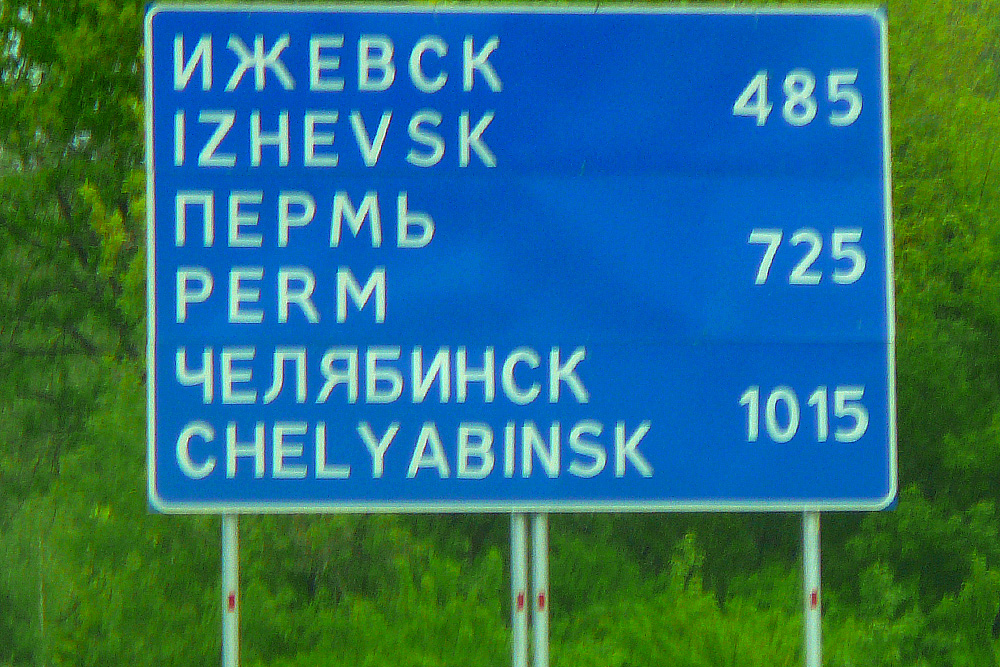 ИЖЕВСК
IZHEVSK
485
ПЕРМЬ
PERM
725
ЧЕЛЯБИНСК
CHELYABINSK
1015